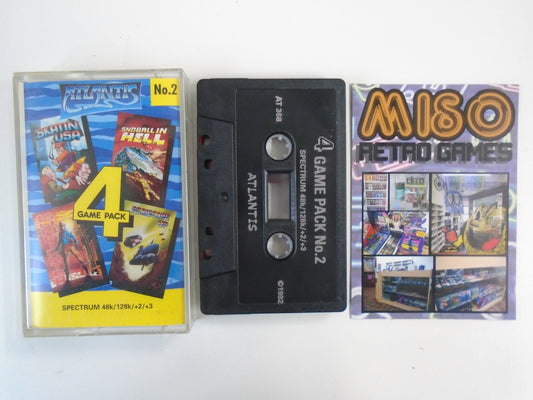 ATLANTIS
No.2
SKATIN'
USA
SNOBALL IN
HELL
4
GAME PACK
SPECTRUM 48k/128k/+2/+3
AT 368
4 GAME PACK No.2
SPECTRUM 48k/128k/+2/+3
ATLANTIS
©1992
MISO
RETRO GAMES